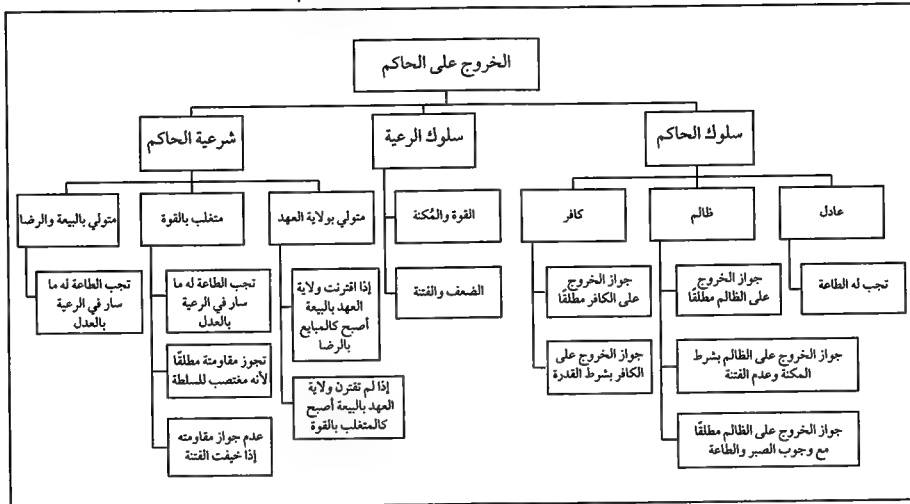 الخروج على الحاكم
سلوك الحاكم
سلوك الرعية
شرعية الحاكم
عادل
ظالم
كافر
تجب له الطاعة
جواز الخروج
على الظالم مطلقًا
جواز الخروج على الظالم بشرط
المكنة وعدم الفتنة
جواز الخروج على الظالم مطلقًا
مع وجوب الصبر والطاعة
جواز الخروج
على الكافر مطلقًا
جواز الخروج على
الكافر بشرط القدرة
القوة والمُكنة
الضعف والفتنة
متولي بولاية العهد
متغلب بالقوة
متولي بالبيعة والرضا
إذا اقترنت ولاية
العهد بالبيعة
أصبح كالمبايع
بالرضا
إذا لم تقترن ولاية
العهد بالبيعة أصبح
كالمتغلب بالقوة
تجب الطاعة له ما
سار في الرعية
بالعدل
تجوز مقاومتة مطلقًا
لأنه مغتصب للسلطة
عدم جواز مقاومته
إذا خيفت الفتنة
تجب الطاعة له ما
سار في الرعية
بالعدل